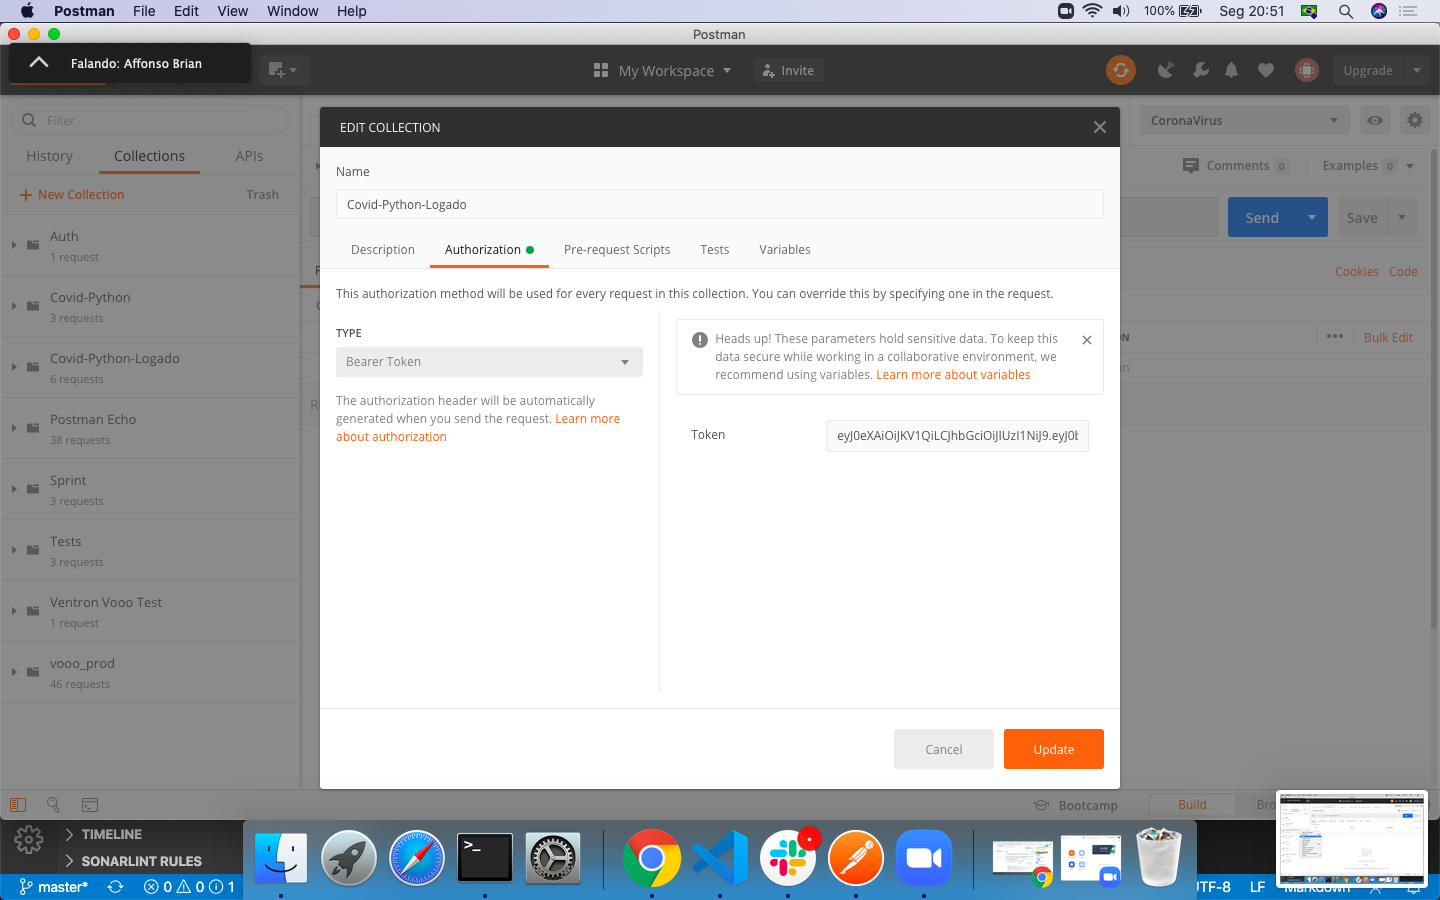 Postman File Edit View Window Help 100% Seg 20:51
Postman
Falando: Affonso Brian
My Workspace Invite Upgrade
Filter
History Collections APIs
+ New Collection Trash
Auth
1 request
Covid-Python
3 requests
Covid-Python-Logado
6 requests
Postman Echo
38 requests
Sprint
3 requests
Tests
3 requests
Ventron Vooo Test
1 request
vooo_prod
46 requests
EDIT COLLECTION
Name
Covid-Python-Logado
Description Authorization Pre-request Scripts Tests Variables
This authorization method will be used for every request in this collection. You can override this by specifying one in the request.
TYPE
Bearer Token
The authorization header will be automatically
generated when you send the request. Learn more
about authorization
Heads up! These parameters hold sensitive data. To keep this
data secure while working in a collaborative environment, we
recommend using variables. Learn more about variables
Token
eyJ0eXAiOiJKV1QiLCJhbGciOiJIUzI1NiJ9.eyJ0b
Cancel Update
CoronaVirus
Comments 0 Examples 0
Send Save
Cookies Code
ON ••• Bulk Edit
Bootcamp Build Bro
TIMELINE
SONARLINT RULES
master* 0 0 1
UTF-8 LF Markdown